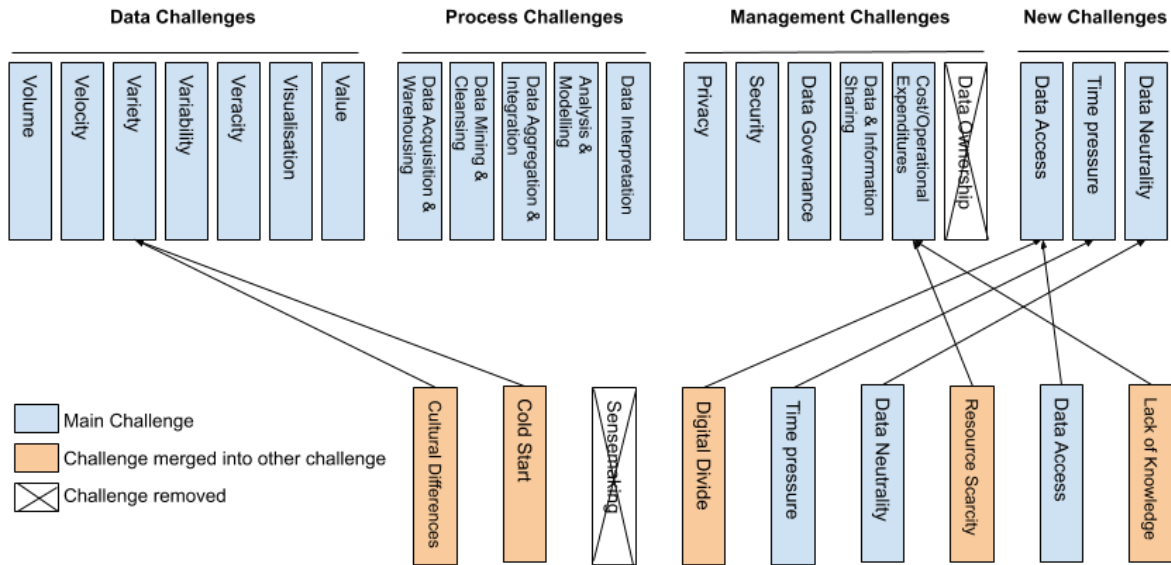 Data Challenges
Process Challenges
Management Challenges
New Challenges
Volume
Velocity
Variety
Variability
Veracity
Visualisation
Value
Data Acquisition &
Warehousing
Data Mining &
Cleansing
Data Aggregation &
Integration
Analysis &
Modelling
Data Interpretation
Privacy
Security
Data Governance
Data & Information
Sharing
Cost/Operational
Expenditures
Data Ownership
Data Access
Time pressure
Data Neutrality
Main Challenge
Challenge merged into other challenge
Challenge removed
Cultural Differences
Cold Start
Sensemaking
Digital Divide
Time pressure
Data Neutrality
Resource Scarcity
Data Access
Lack of Knowledge